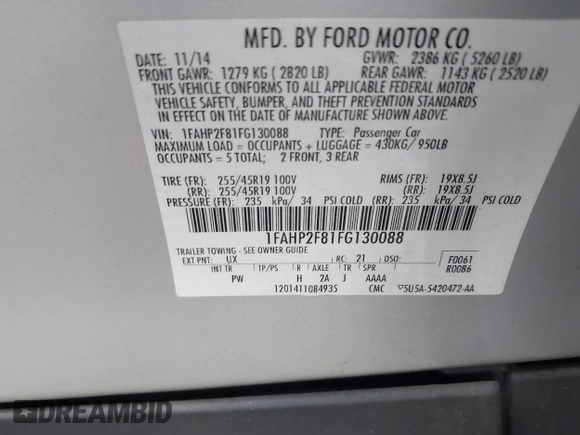 MFD. BY FORD MOTOR CO.
DATE: 11/14 GVWR: 2386 KG ( 5260 LB)
FRONT GAWR: 1279 KG ( 2820 LB) REAR GAWR: 1143 KG ( 2520 LB)
THIS VEHICLE CONFORMS TO ALL APPLICABLE FEDERAL MOTOR
VEHICLE SAFETY, BUMPER, AND THEFT PREVENTION STANDARDS
IN EFFECT ON THE DATE OF MANUFACTURE SHOWN ABOVE.
VIN: 1FAHP2F81FG130088 TYPE: Passenger Car
MAXIMUM LOAD = OCCUPANTS + LUGGAGE = 430KG/ 950LB
OCCUPANTS = 5 TOTAL; 2 FRONT, 3 REAR
TIRE (FR): 255/45R19 100V RIMS (FR): 19X8.5J
(RR): 255/45R19 100V (RR): 19X8.5J
PRESSURE (FR): 235 kPa/ 34 PSI COLD (RR): 235 kPa/ 34 PSI COLD
1FAHP2F81FG130088
TRAILER TOWING - SEE OWNER GUIDE
EXT PNT: UX RC: 21 DSO: F0061
INT TR TP/PS R AXLE TR SPR R0086
PW H 2A J AAAA
1201411084935 CMC 5U5A-5420472-AA
DREAMBID